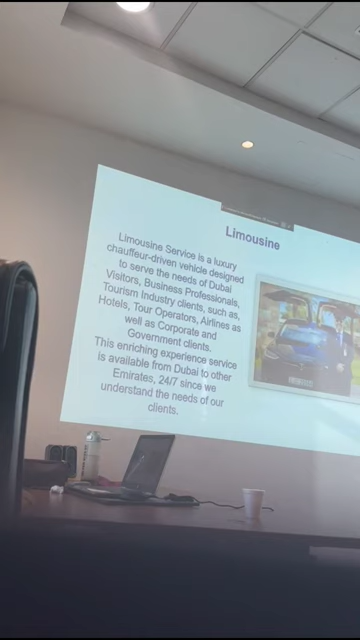 Limousine
Limousine Service is a luxury
chauffeur-driven vehicle designed
to serve the needs of Dubai
Visitors, Business Professionals,
Tourism Industry clients, such as,
Hotels, Tour Operators, Airlines as
well as Corporate and
Government clients.
This enriching experience service
is available from Dubai to other
Emirates, 24/7 since we
understand the needs of our
clients.